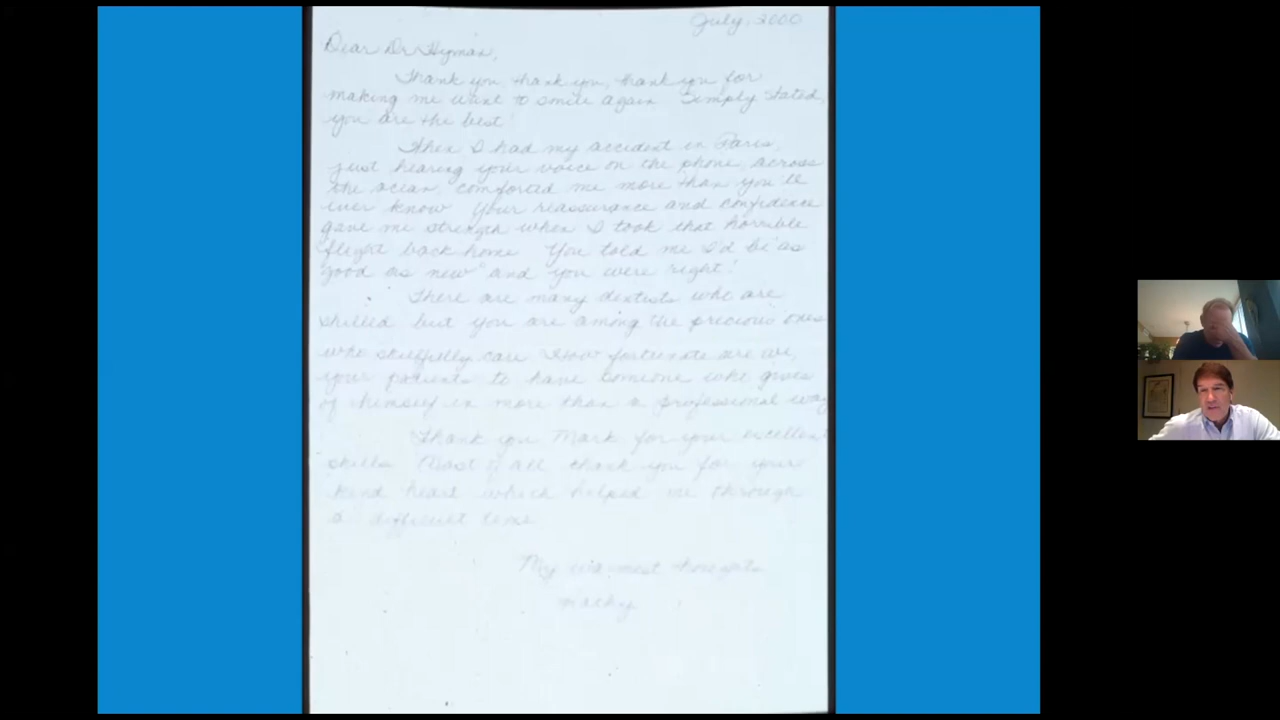 July, 2000
Dear Dr. Hyman,
Thank you, thank you, thank you for
making me want to smile again. Simply stated,
you are the best!
When I had my accident in Paris,
just hearing your voice on the phone, across
the ocean, comforted me more than you'll
ever know. Your reassurance and confidence
gave me strength when I took that horrible
flight back home. You told me I'd be "as
good as new" and you were right!
There are many dentists who are
skilled but you are among the precious ones
who skillfully care. How fortunate are we,
your patients to have someone who gives
of himself in more than a professional way
Thank you Mark for your excellent
skills. Most of all thank you for your
kind heart which helped me through
a difficult time.
My warmest thoughts